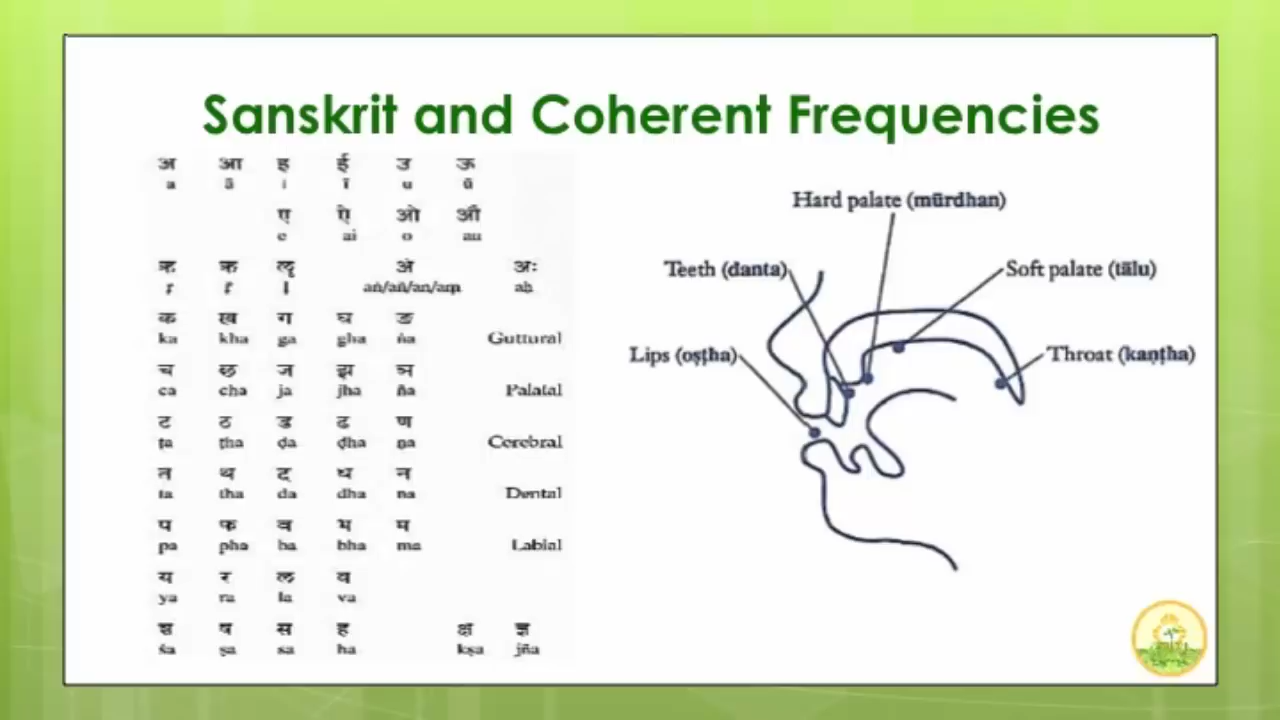 Sanskrit and Coherent Frequencies
अ आ इ ई उ ऊ
a ā i ī u ū
ए ऐ ओ औ
e ai o au
ऋ ॠ ऌ अं अः
ṛ ṝ ḷ aṅ/añ/an/aṃ aḥ
क ख ग घ ङ
ka kha ga gha ṅa Guttural
च छ ज झ ञ
ca cha ja jha ña Palatal
ट ठ ड ढ ण
ṭa ṭha ḍa ḍha ṇa Cerebral
त थ द ध न
ta tha da dha na Dental
प फ ब भ म
pa pha ba bha ma Labial
य र ल व
ya ra la va
श ष स ह क्ष ज्ञ
śa ṣa sa ha kṣa jña
Hard palate (mūrdhan)
Teeth (danta)
Soft palate (tālu)
Lips (oṣṭha)
Throat (kaṇṭha)